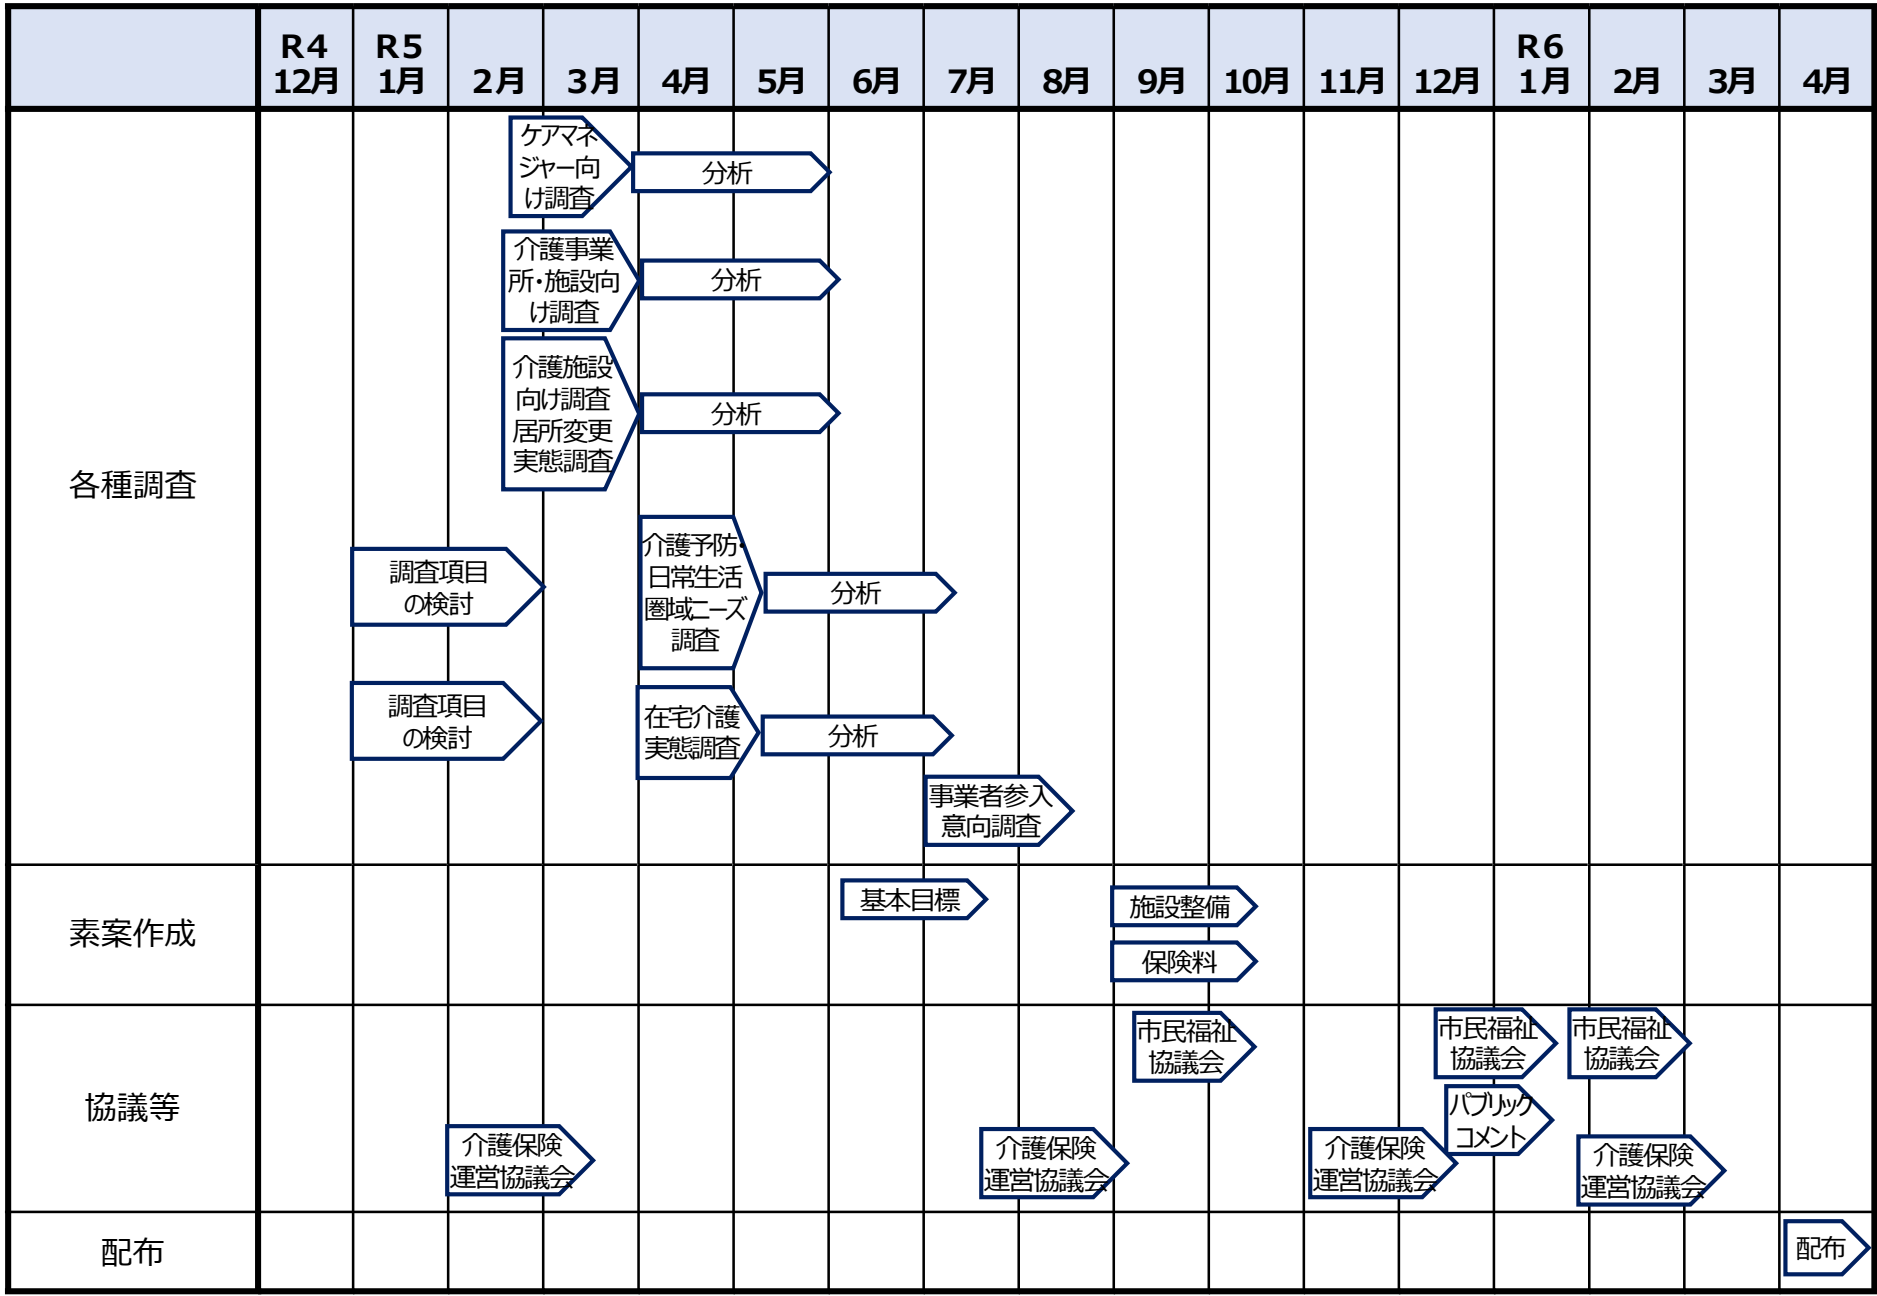 R4
12月
R5
1月
2月
3月
4月
5月
6月
7月
8月
9月
10月
11月
12月
R6
1月
2月
3月
4月
各種調査
ケアマネ
ジャー向
け調査
分析
介護事業
所・施設向
け調査
分析
介護施設
向け調査
居所変更
実態調査
分析
調査項目
の検討
介護予防・
日常生活
圏域ニーズ
調査
分析
調査項目
の検討
在宅介護
実態調査
分析
事業者参入
意向調査
素案作成
基本目標
施設整備
保険料
協議等
市民福祉
協議会
市民福祉
協議会
市民福祉
協議会
パブリック
コメント
介護保険
運営協議会
介護保険
運営協議会
介護保険
運営協議会
介護保険
運営協議会
配布
配布